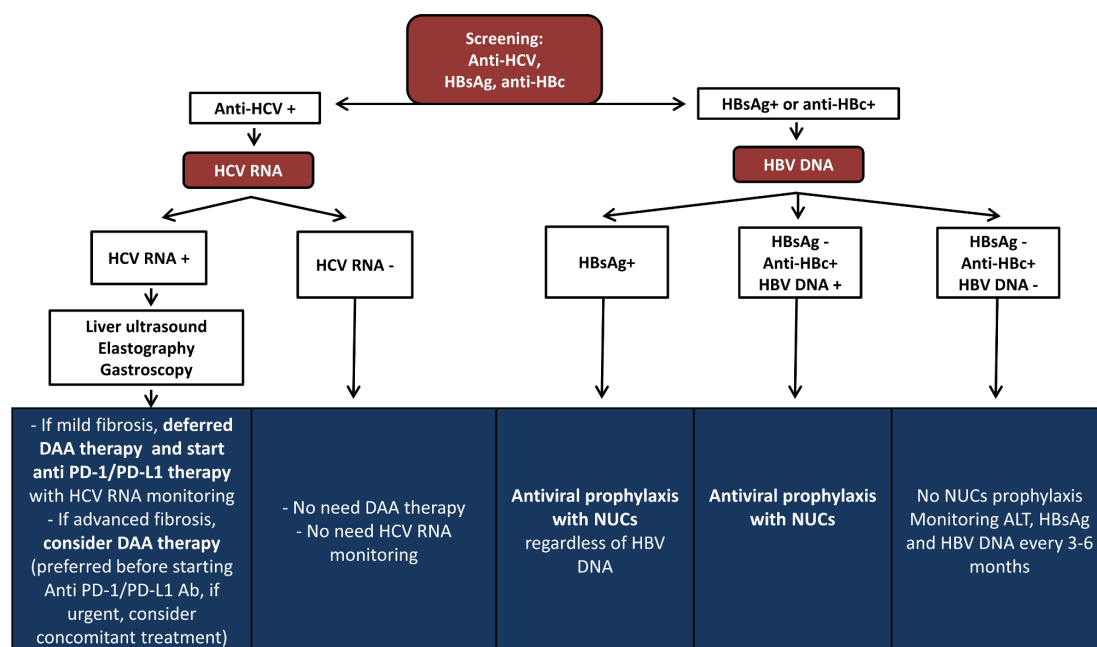 Screening:
Anti-HCV,
HBsAg, anti-HBc
Anti-HCV +
HBsAg+ or anti-HBc+
HCV RNA
HBV DNA
HCV RNA +
HCV RNA -
HBsAg+
HBsAg -
Anti-HBc+
HBV DNA +
HBsAg -
Anti-HBc+
HBV DNA -
Liver ultrasound
Elastography
Gastroscopy
- If mild fibrosis, deferred
DAA therapy and start
anti PD-1/PD-L1 therapy
with HCV RNA monitoring
- If advanced fibrosis,
consider DAA therapy
(preferred before starting
Anti PD-1/PD-L1 Ab, if
urgent, consider
concomitant treatment)
- No need DAA therapy
- No need HCV RNA
monitoring
Antiviral prophylaxis
with NUCs
regardless of HBV
DNA
Antiviral prophylaxis
with NUCs
No NUCs prophylaxis
Monitoring ALT, HBsAg
and HBV DNA every 3-6
months